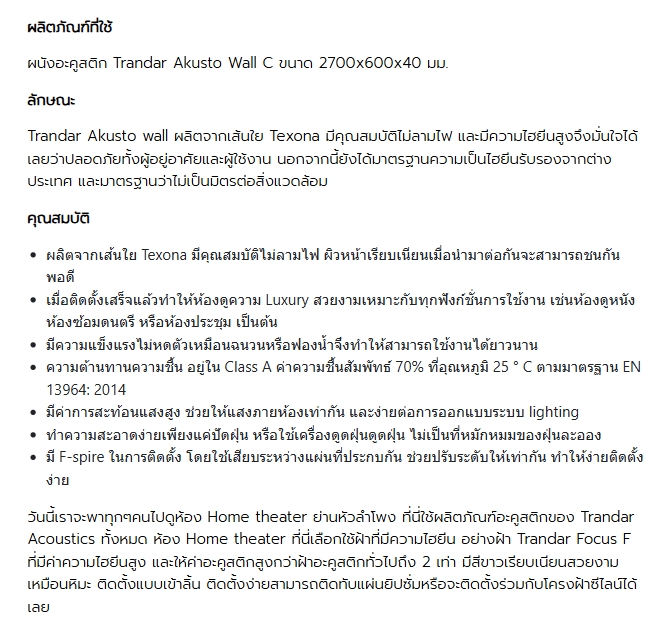 ผลิตภัณฑ์ที่ใช้
ผนังอะคูสติก Trandar Akusto Wall C ขนาด 2700x600x40 มม.
ลักษณะ
Trandar Akusto wall ผลิตจากเส้นใย Texona มีคุณสมบัติไม่ลามไฟ และมีความไฮยีนสูงจึงมั่นใจได้
เลยว่าปลอดภัยทั้งผู้อยู่อาศัยและผู้ใช้งาน นอกจากนี้ยังได้มาตรฐานความเป็นไฮยีนรับรองจากต่าง
ประเทศ และมาตรฐานว่าไม่เป็นมิตรต่อสิ่งแวดล้อม
คุณสมบัติ
• ผลิตจากเส้นใย Texona มีคุณสมบัติไม่ลามไฟ ผิวหน้าเรียบเนียนเมื่อนำมาต่อกันจะสามารถชนกัน
พอดี
• เมื่อติดตั้งเสร็จแล้วทำให้ห้องดูความ Luxury สวยงามเหมาะกับทุกฟังก์ชั่นการใช้งาน เช่นห้องดูหนัง
ห้องซ้อมดนตรี หรือห้องประชุม เป็นต้น
• มีความแข็งแรงไม่หดตัวเหมือนฉนวนหรือฟองน้ำจึงทำให้สามารถใช้งานได้ยาวนาน
• ความต้านทานความชื้น อยู่ใน Class A ค่าความชื้นสัมพัทธ์ 70% ที่อุณหภูมิ 25 ° C ตามมาตรฐาน EN
13964: 2014
• มีค่าการสะท้อนแสงสูง ช่วยให้แสงภายห้องเท่ากัน และง่ายต่อการออกแบบระบบ lighting
• ทำความสะอาดง่ายเพียงแค่ปัดฝุ่น หรือใช้เครื่องดูดฝุ่นดูดฝุ่น ไม่เป็นที่หมักหมมของฝุ่นละออง
• มี F-spire ในการติดตั้ง โดยใช้เสียบระหว่างแผ่นที่ประกบกัน ช่วยปรับระดับให้เท่ากัน ทำให้ง่ายติดตั้ง
ง่าย
วันนี้เราจะพาทุกๆคนไปดูห้อง Home theater ย่านหัวลำโพง ที่นี่ใช้ผลิตภัณฑ์อะคูสติกของ Trandar
Acoustics ทั้งหมด ห้อง Home theater ที่นี่เลือกใช้ฝ้าที่มีความไฮยีน อย่างฝ้า Trandar Focus F
ที่มีค่าความไฮยีนสูง และให้ค่าอะคูสติกสูงกว่าฝ้าอะคูสติกทั่วไปถึง 2 เท่า มีสีขาวเรียบเนียนสวยงาม
เหมือนหิมะ ติดตั้งแบบเข้าลิ้น ติดตั้งง่ายสามารถติดทับแผ่นยิปซั่มหรือจะติดตั้งร่วมกับโครงฝ้าซีไลน์ได้
เลย